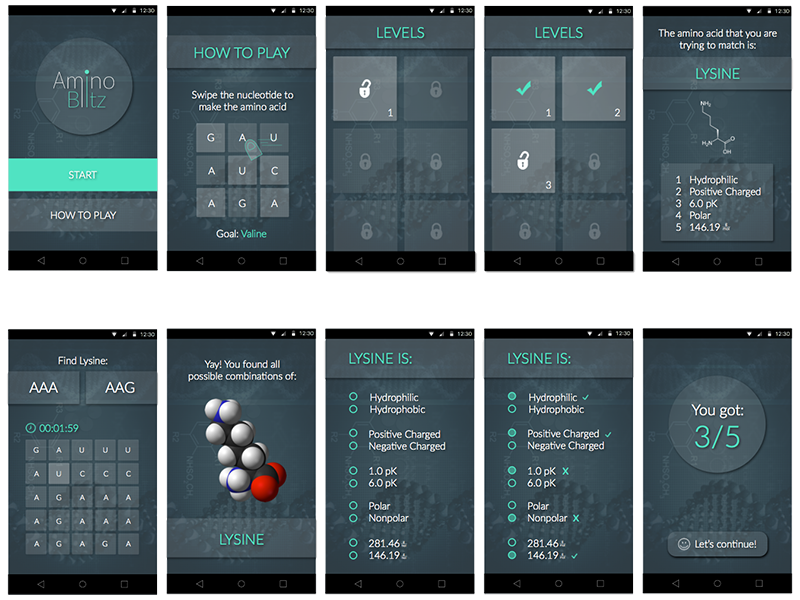 12:30
Amino
Blitz
START
HOW TO PLAY
12:30
HOW TO PLAY
Swipe the nucleotide to
make the amino acid
G A U
A U C
A G A
Goal: Valine
12:30
LEVELS
1
12:30
LEVELS
1 2
3
12:30
The amino acid that you are
trying to match is:
LYSINE
NH₂
H₂N
O
OH
1 Hydrophilic
2 Positive Charged
3 6.0 pK
4 Polar
5 146.19
12:30
Find Lysine:
AAA AAG
00:01:59
G A U U U
A U C C C
A G A A A
A G A A A
A G A G A
12:30
Yay! You found all
possible combinations of:
LYSINE
12:30
LYSINE IS:
Hydrophilic
Hydrophobic
Positive Charged
Negative Charged
1.0 pK
6.0 pK
Polar
Nonpolar
281.46
146.19
12:30
LYSINE IS:
Hydrophilic ✓
Hydrophobic
Positive Charged ✓
Negative Charged
1.0 pK X
6.0 pK
Polar
Nonpolar X
281.46
146.19 ✓
12:30
You got:
3/5
Let's continue!